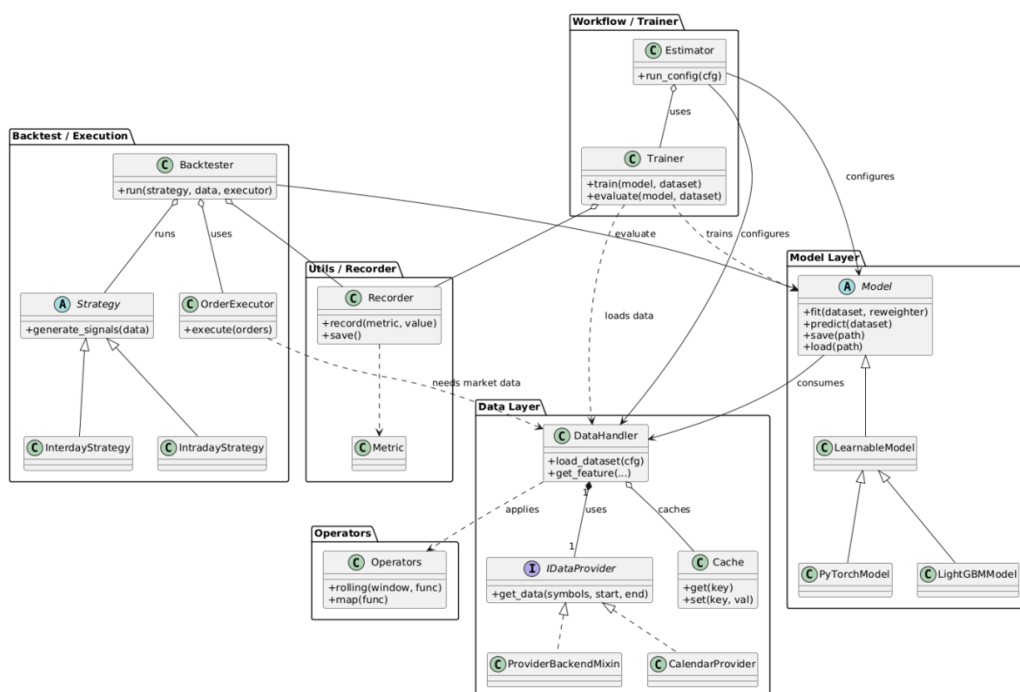 Workflow / Trainer
C Estimator
+run_config(cfg)
uses
C Trainer
+train(model, dataset)
+evaluate(model, dataset)
Backtest / Execution
C Backtester
+run(strategy, data, executor)
runs
uses
A Strategy
+generate_signals(data)
C OrderExecutor
+execute(orders)
C InterdayStrategy
C IntradayStrategy
Utils / Recorder
C Recorder
+record(metric, value)
+save()
C Metric
evaluate
trains
configures
configures
loads data
needs market data
Model Layer
A Model
+fit(dataset, reweighter)
+predict(dataset)
+save(path)
+load(path)
consumes
C LearnableModel
C PyTorchModel
C LightGBMModel
Data Layer
C DataHandler
+load_dataset(cfg)
+get_feature(...)
applies
1
uses
1
caches
I IDataProvider
+get_data(symbols, start, end)
C Cache
+get(key)
+set(key, val)
C ProviderBackendMixin
C CalendarProvider
Operators
C Operators
+rolling(window, func)
+map(func)